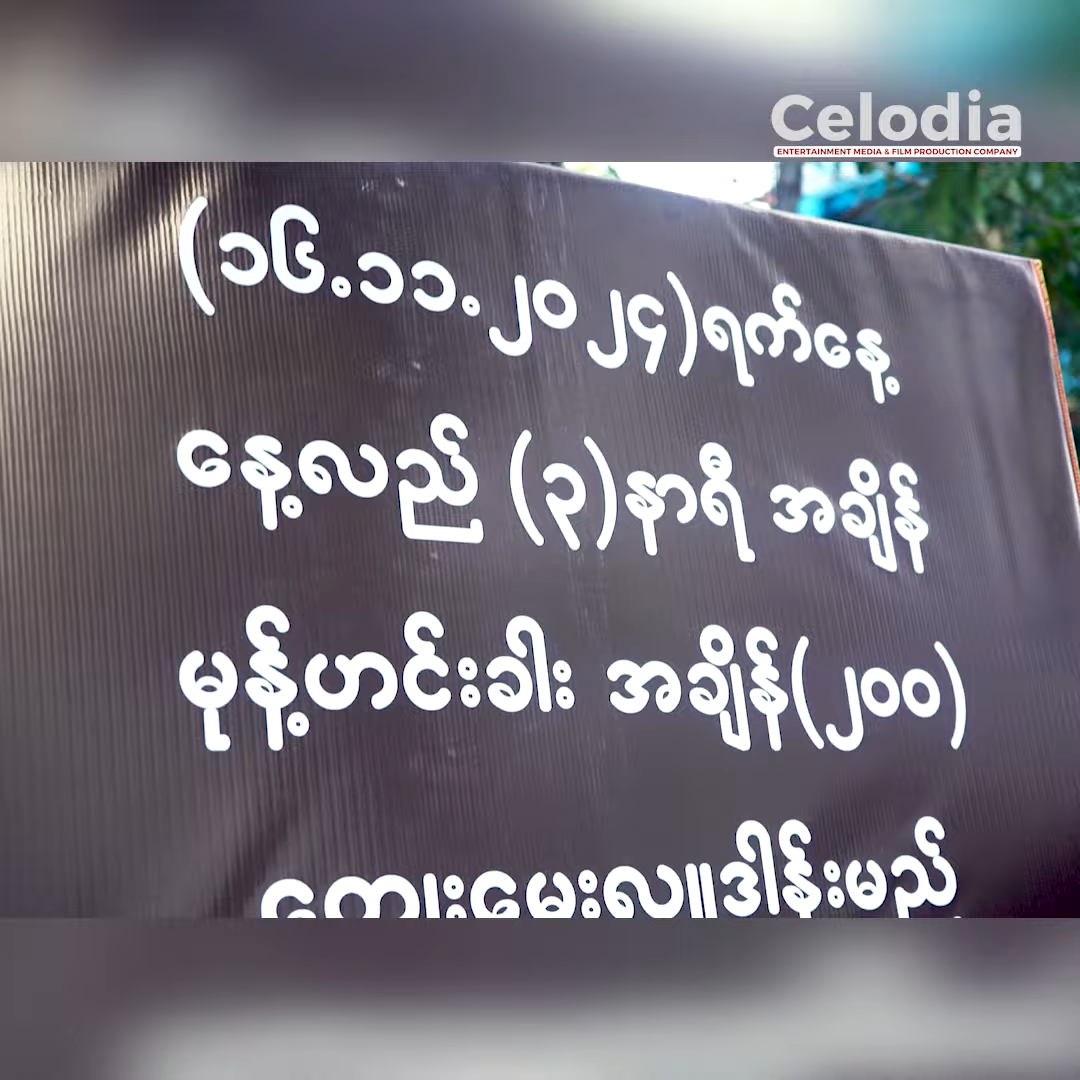 Celodia
ENTERTAINMENT MEDIA & FILM PRODUCTION COMPANY
(၁၆.၁၁.၂၀၂၄)ရက်နေ့
နေ့လည် (၃)နာရီ အချိန်
မုန့်ဟင်းခါး အချိန်(၂၀၀)
ကျွေးမွေးလှူဒါန်းမည့်